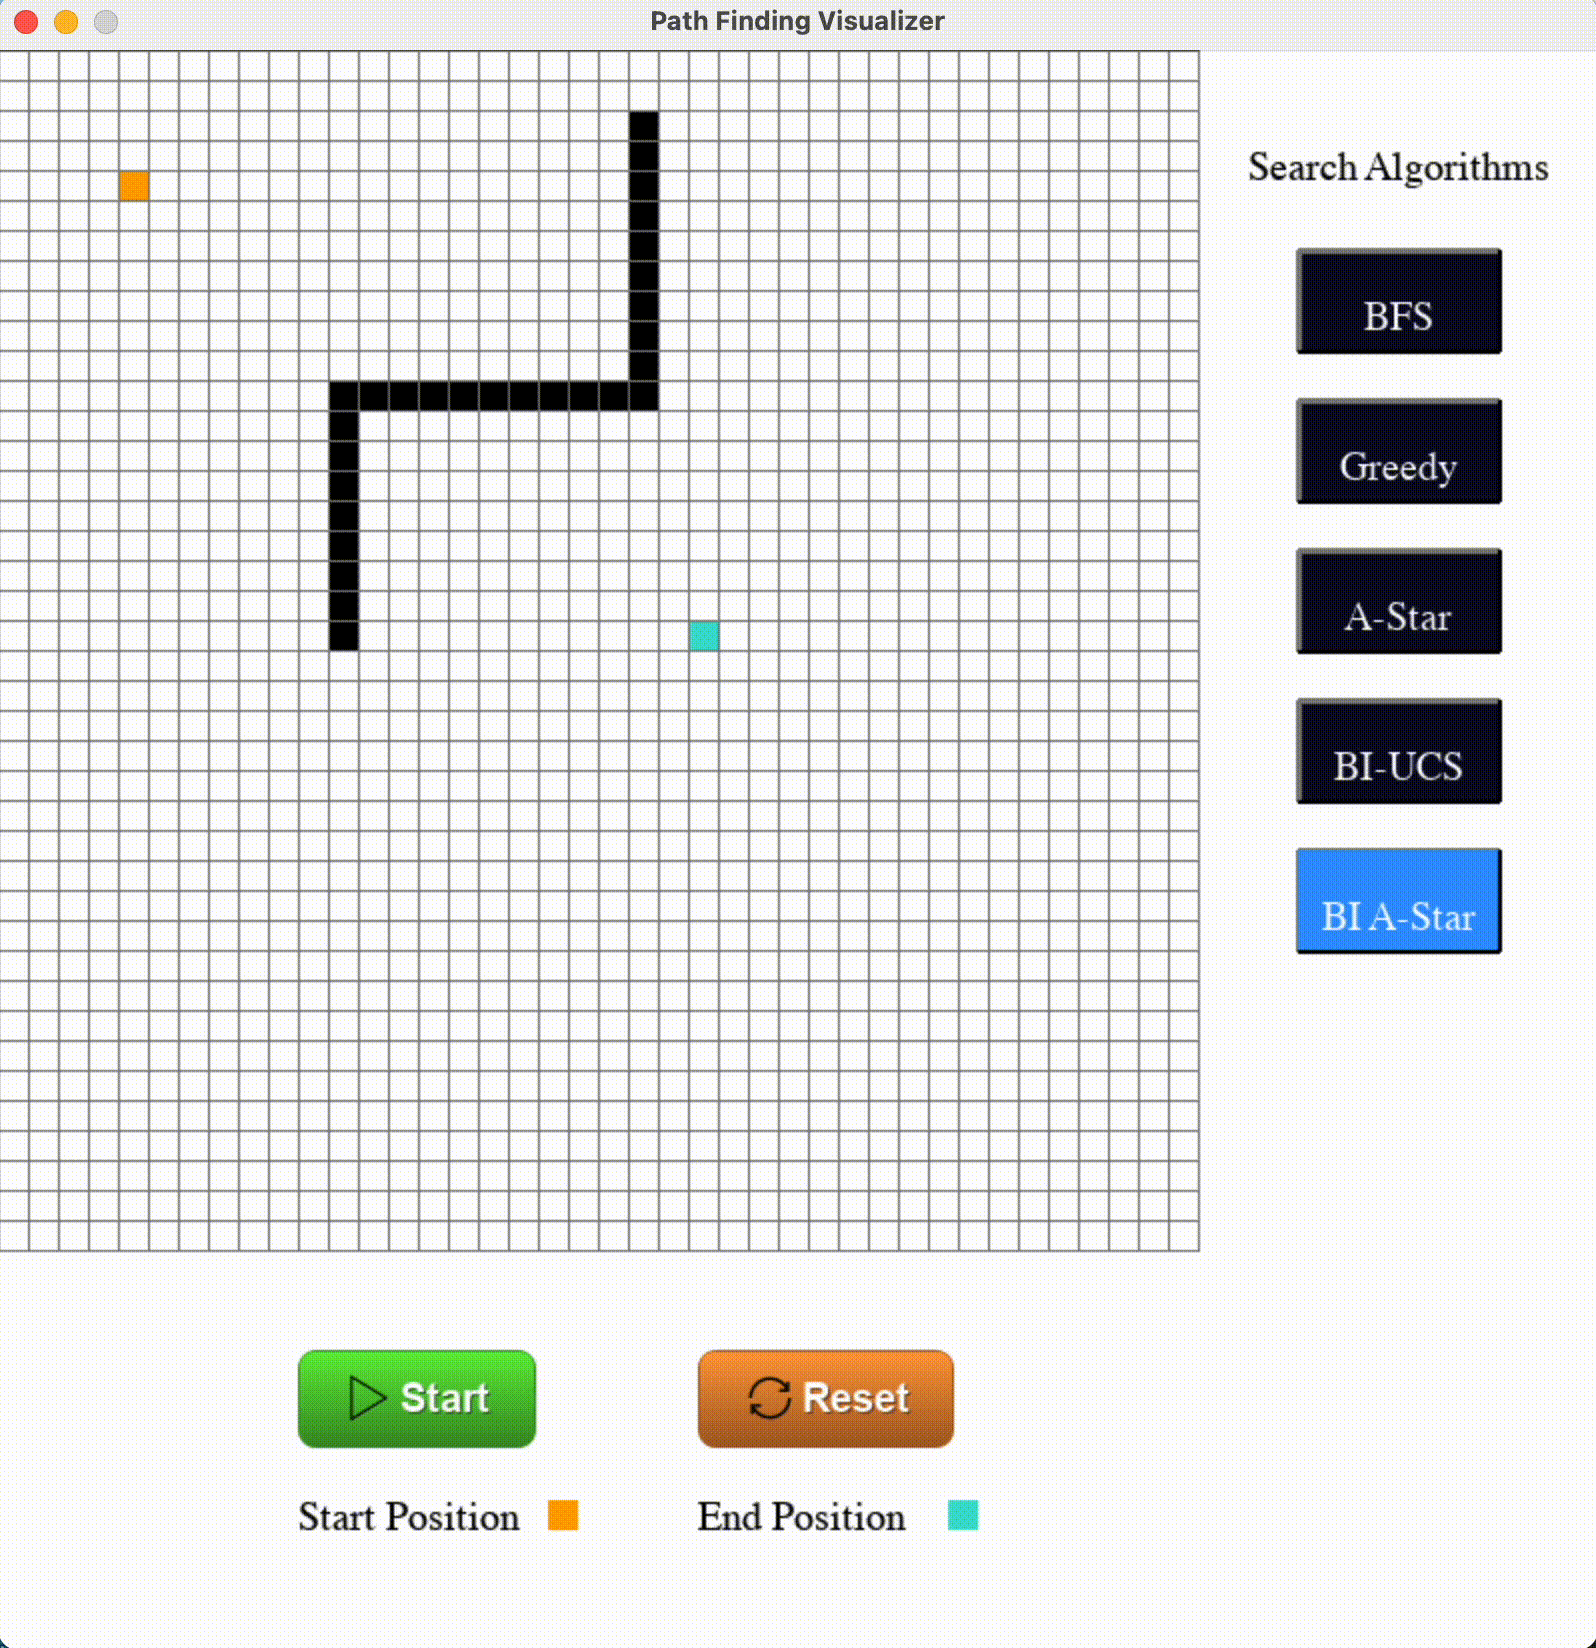 Path Finding Visualizer
Search Algorithms
BFS
Greedy
A-Star
BI-UCS
BI A-Star
Start
Reset
Start Position
End Position